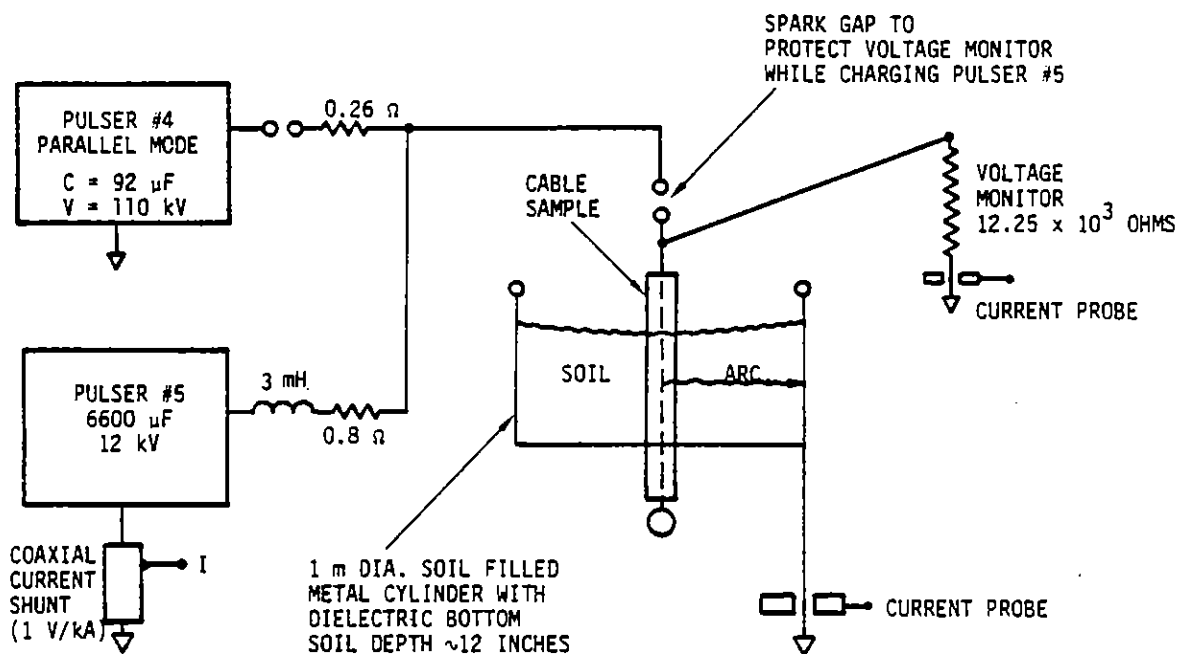 SPARK GAP TO
PROTECT VOLTAGE MONITOR
WHILE CHARGING PULSER #5
PULSER #4
PARALLEL MODE
C = 92 µF
V = 110 kV
0.26 Ω
CABLE
SAMPLE
VOLTAGE
MONITOR
12.25 x 10³ OHMS
CURRENT PROBE
SOIL
ARC
PULSER #5
6600 µF
12 kV
3 mH
0.8 Ω
COAXIAL
CURRENT
SHUNT
(1 V/kA)
I
1 m DIA. SOIL FILLED
METAL CYLINDER WITH
DIELECTRIC BOTTOM
SOIL DEPTH ~12 INCHES
CURRENT PROBE